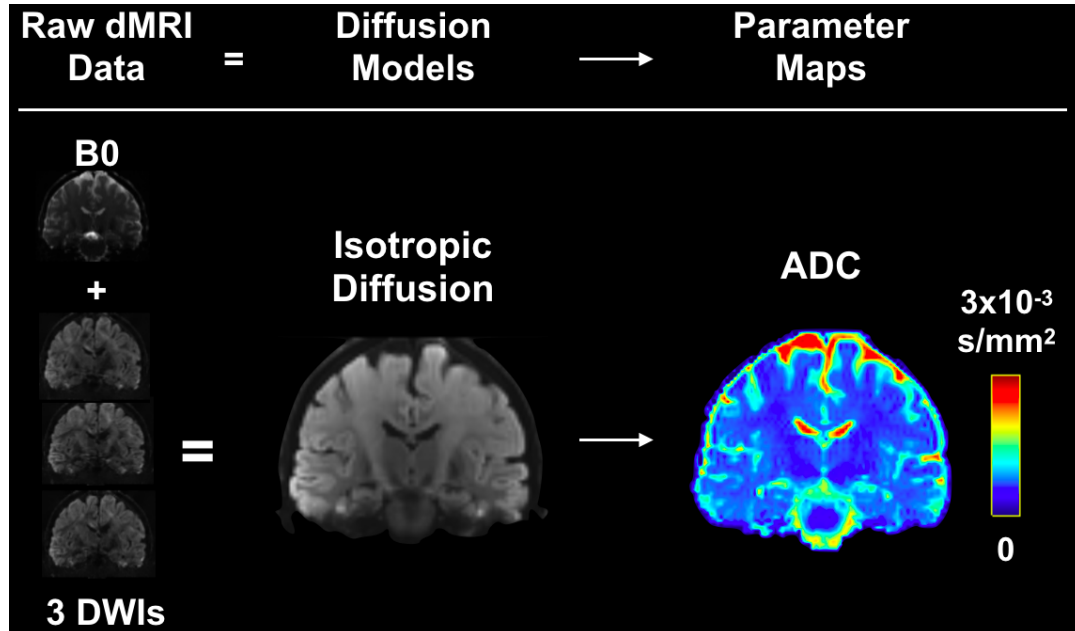 Raw dMRI
Data
=
Diffusion
Models
Parameter
Maps
B0
+
3 DWIs
=
Isotropic
Diffusion
ADC
3x10⁻³
s/mm²
0